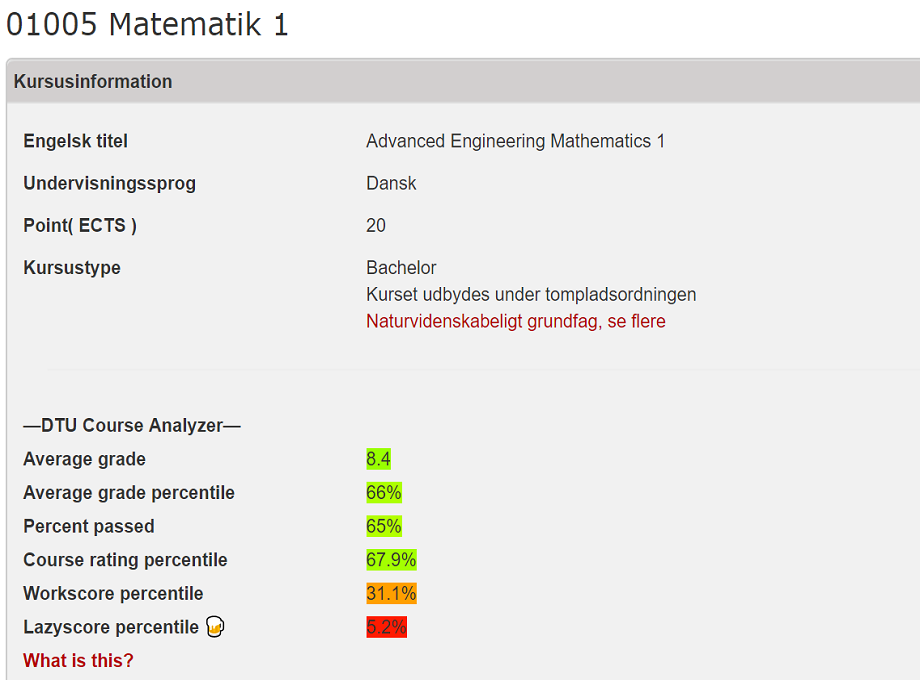 01005 Matematik 1
Kursusinformation
Engelsk titel Advanced Engineering Mathematics 1
Undervisningssprog Dansk
Point( ECTS ) 20
Kursustype Bachelor
Kurset udbydes under tompladsordningen
Naturvidenskabeligt grundfag, se flere
—DTU Course Analyzer—
Average grade 8.4
Average grade percentile 66%
Percent passed 65%
Course rating percentile 67.9%
Workscore percentile 31.1%
Lazyscore percentile 5.2%
What is this?